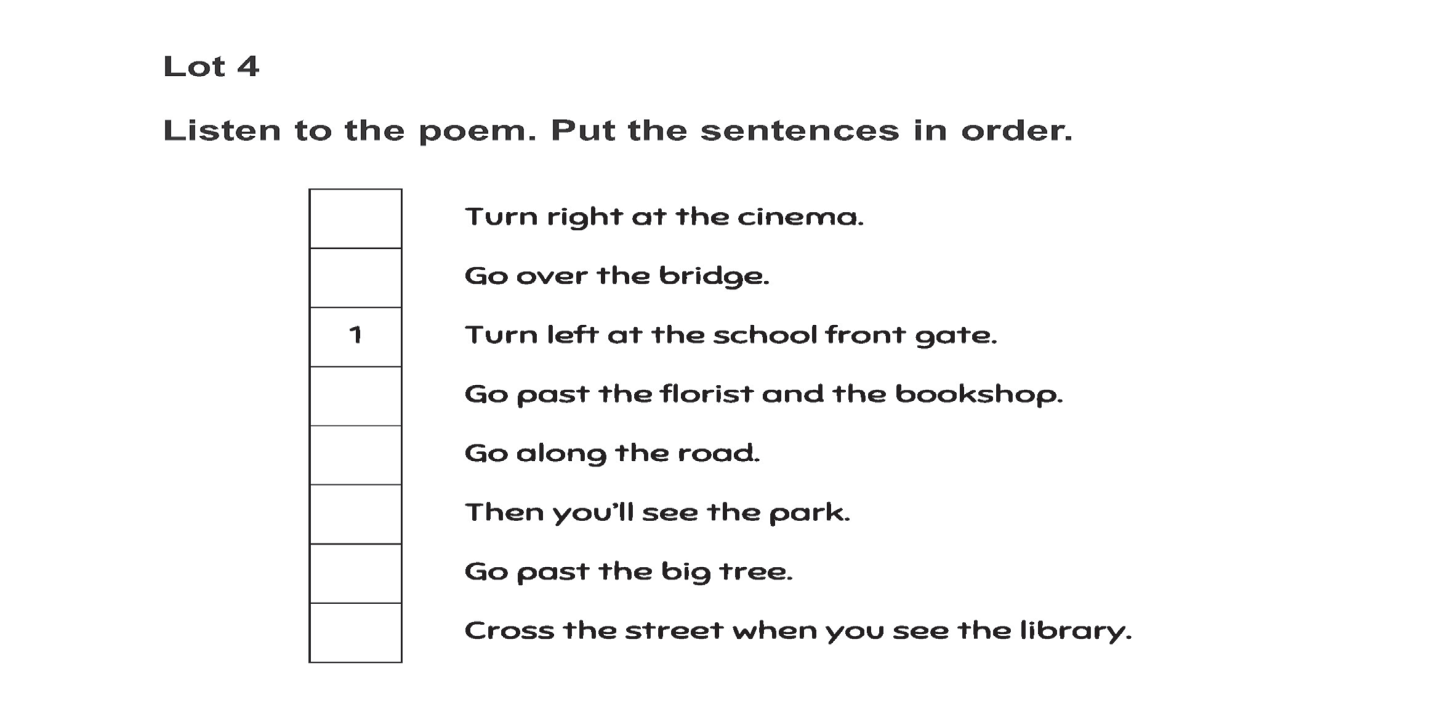 Lot 4
Listen to the poem. Put the sentences in order.
Turn right at the cinema.
Go over the bridge.
1 Turn left at the school front gate.
Go past the florist and the bookshop.
Go along the road.
Then you'll see the park.
Go past the big tree.
Cross the street when you see the library.